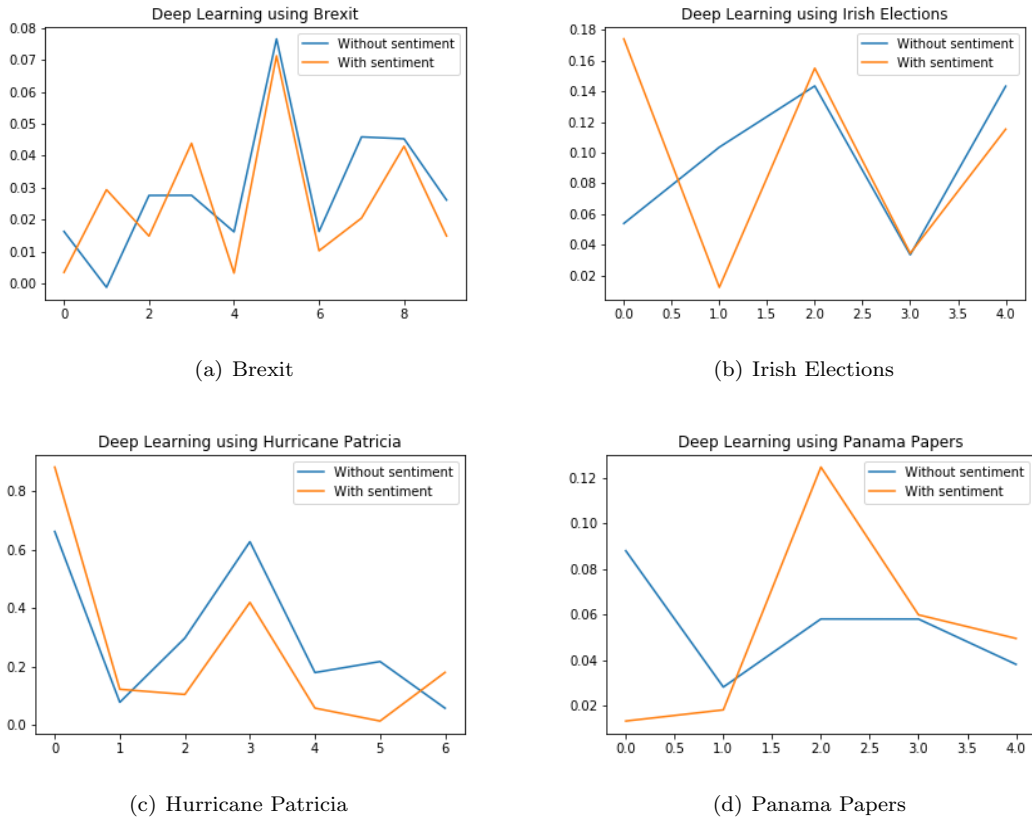 Deep Learning using Brexit
0.08
0.07
0.06
0.05
0.04
0.03
0.02
0.01
0.00
Without sentiment
With sentiment
0 2 4 6 8
(a) Brexit
Deep Learning using Irish Elections
0.18
0.16
0.14
0.12
0.10
0.08
0.06
0.04
0.02
Without sentiment
With sentiment
0.0 0.5 1.0 1.5 2.0 2.5 3.0 3.5 4.0
(b) Irish Elections
Deep Learning using Hurricane Patricia
0.8
0.6
0.4
0.2
0.0
Without sentiment
With sentiment
0 1 2 3 4 5 6
(c) Hurricane Patricia
Deep Learning using Panama Papers
0.12
0.10
0.08
0.06
0.04
0.02
Without sentiment
With sentiment
0.0 0.5 1.0 1.5 2.0 2.5 3.0 3.5 4.0
(d) Panama Papers